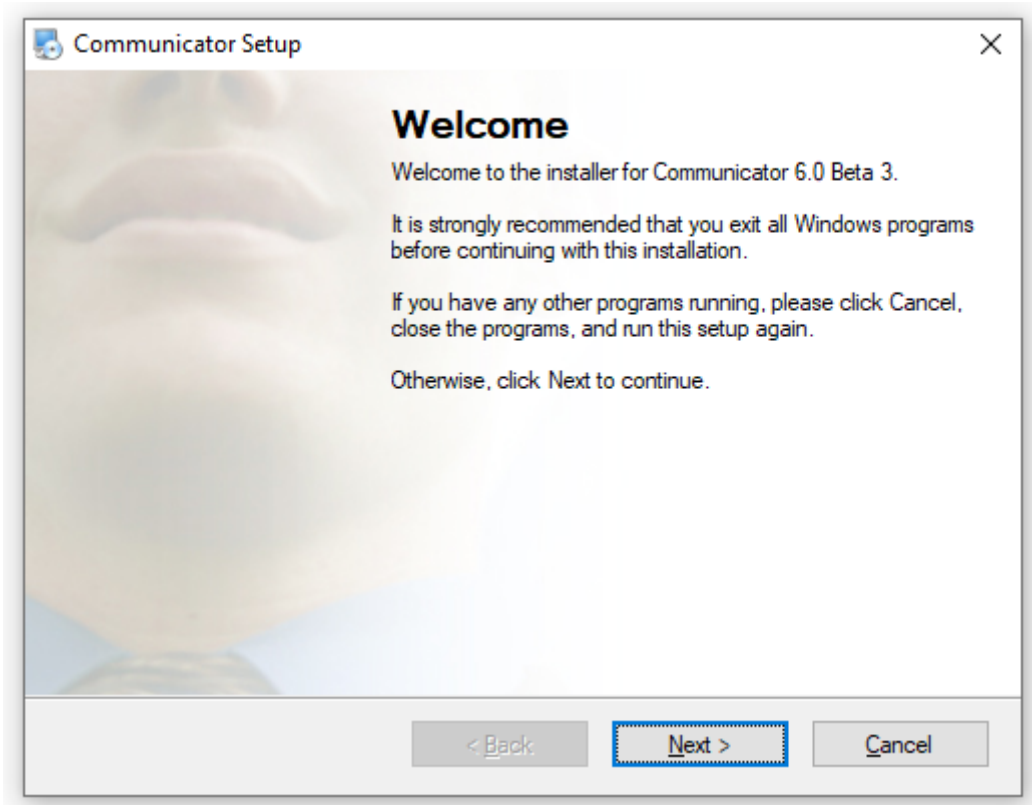 Communicator Setup
Welcome
Welcome to the installer for Communicator 6.0 Beta 3.
It is strongly recommended that you exit all Windows programs
before continuing with this installation.
If you have any other programs running, please click Cancel,
close the programs, and run this setup again.
Otherwise, click Next to continue.
< Back
Next >
Cancel